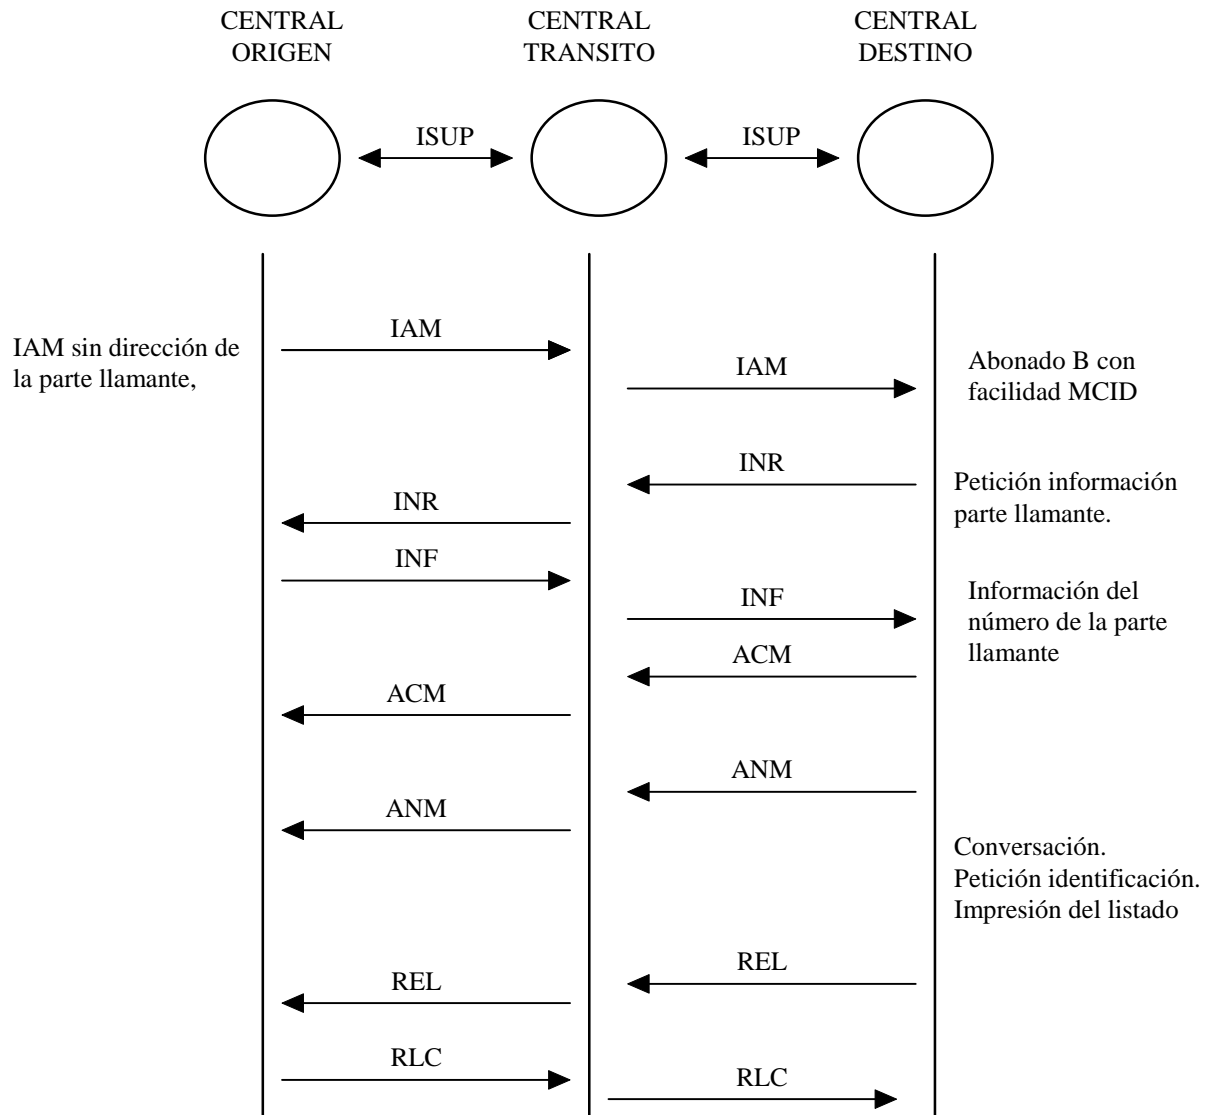 CENTRAL
ORIGEN
CENTRAL
TRANSITO
CENTRAL
DESTINO
ISUP
ISUP
IAM
IAM sin dirección de
la parte llamante,
IAM
Abonado B con
facilidad MCID
INR
Petición información
parte llamante.
INR
INF
INF
Información del
número de la parte
llamante
ACM
ACM
ANM
ANM
Conversación.
Petición identificación.
Impresión del listado
REL
REL
RLC
RLC